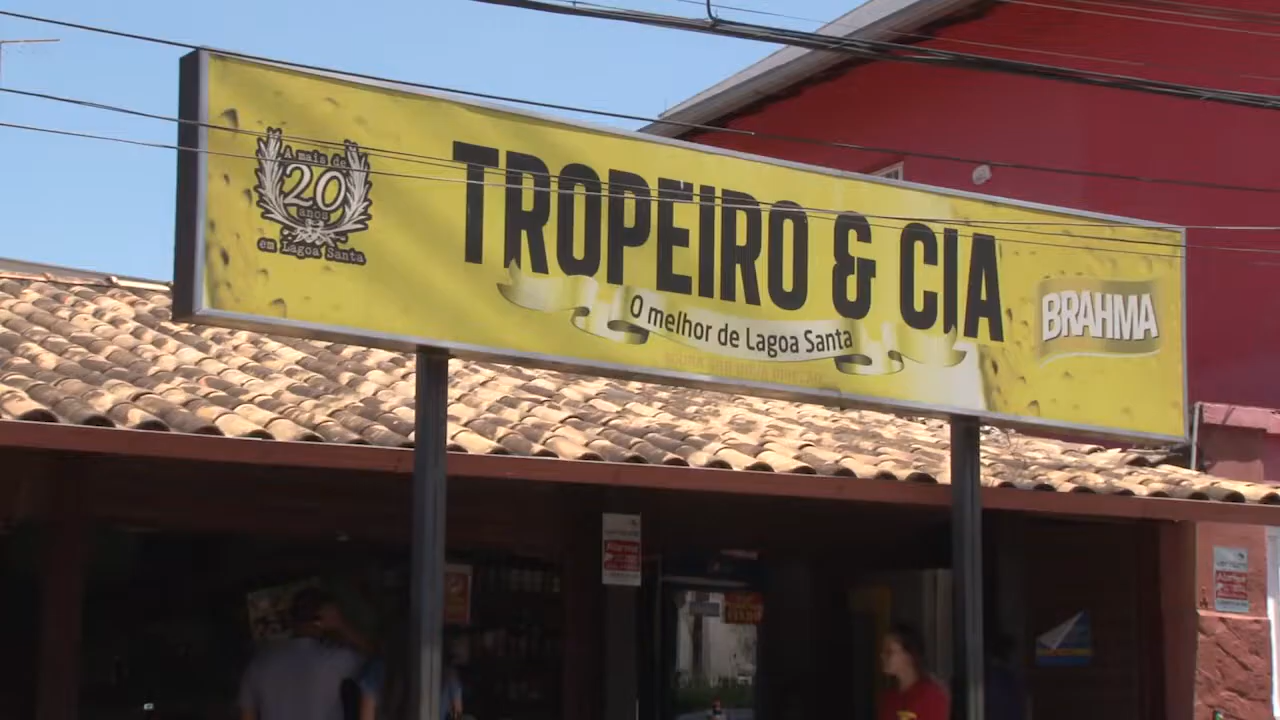 A mais de
20
anos
em Lagoa Santa
TROPEIRO & CIA
O melhor de Lagoa Santa
BRAHMA